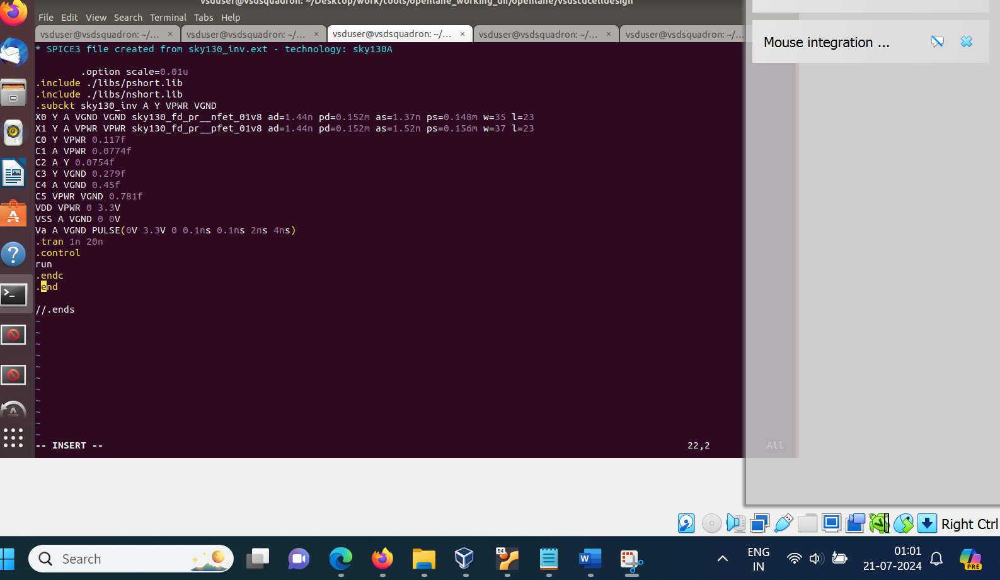 vsduser@vsdsquadron: ~/Desktop/work/tools/openlane_working_dir/openlane/vsdstdcelldesign
File Edit View Search Terminal Tabs Help
vsduser@vsdsquadron: ~/... × vsduser@vsdsquadron: ~/... × vsduser@vsdsquadron: ~/... × vsduser@vsdsquadron: ~/... × vsduser@vsdsquadron: ~/...
* SPICE3 file created from sky130_inv.ext - technology: sky130A
.option scale=0.01u
.include ./libs/pshort.lib
.include ./libs/nshort.lib
.subckt sky130_inv A Y VPWR VGND
X0 Y A VGND VGND sky130_fd_pr__nfet_01v8 ad=1.44n pd=0.152m as=1.37n ps=0.148m w=35 l=23
X1 Y A VPWR VPWR sky130_fd_pr__pfet_01v8 ad=1.44n pd=0.152m as=1.52n ps=0.156m w=37 l=23
C0 Y VPWR 0.117f
C1 A VPWR 0.0774f
C2 A Y 0.0754f
C3 Y VGND 0.279f
C4 A VGND 0.45f
C5 VPWR VGND 0.781f
VDD VPWR 0 3.3V
VSS A VGND 0 0V
Va A VGND PULSE(0V 3.3V 0 0.1ns 0.1ns 2ns 4ns)
.tran 1n 20n
.control
run
.endc
.end
//.ends
~
~
~
~
~
~
~
~
~
~
~
-- INSERT -- 22,2 All
Mouse integration ...
Right Ctrl
Search
64
W
PRE
ENG
IN
01:01
21-07-2024